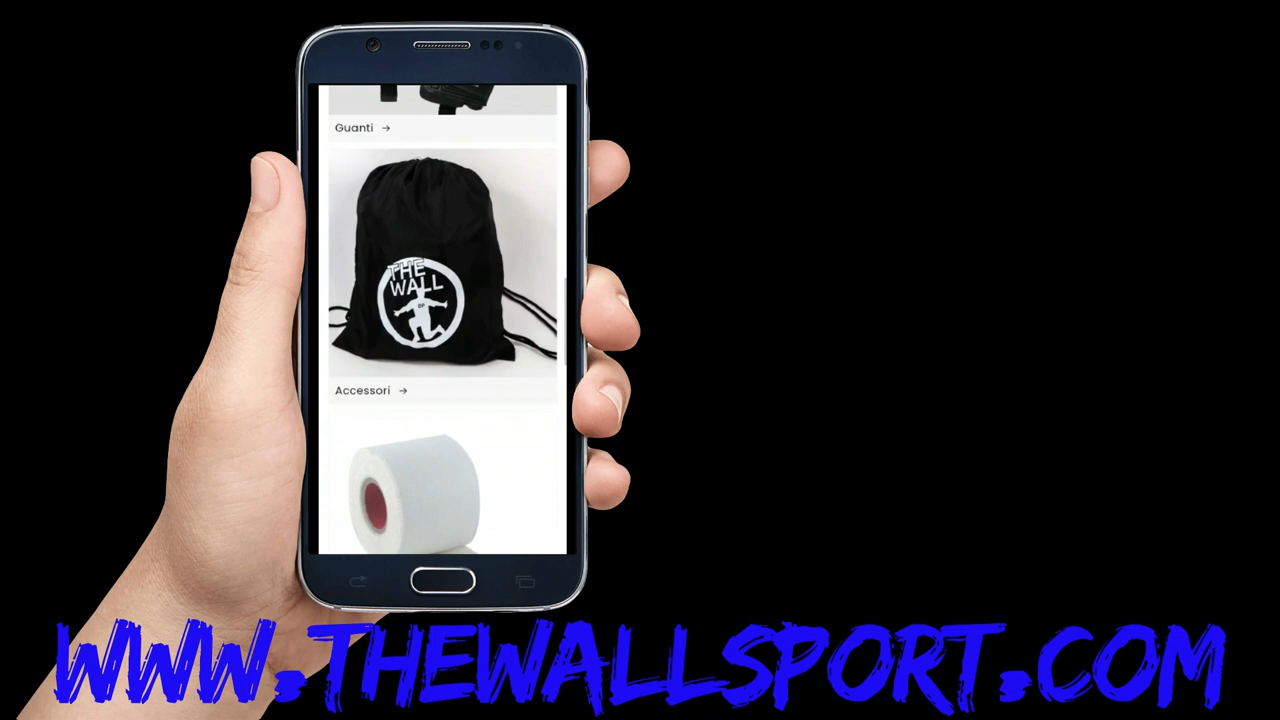 Guanti →
THE
WALL
Accessori →
WWW.THEWALLSPORT.COM